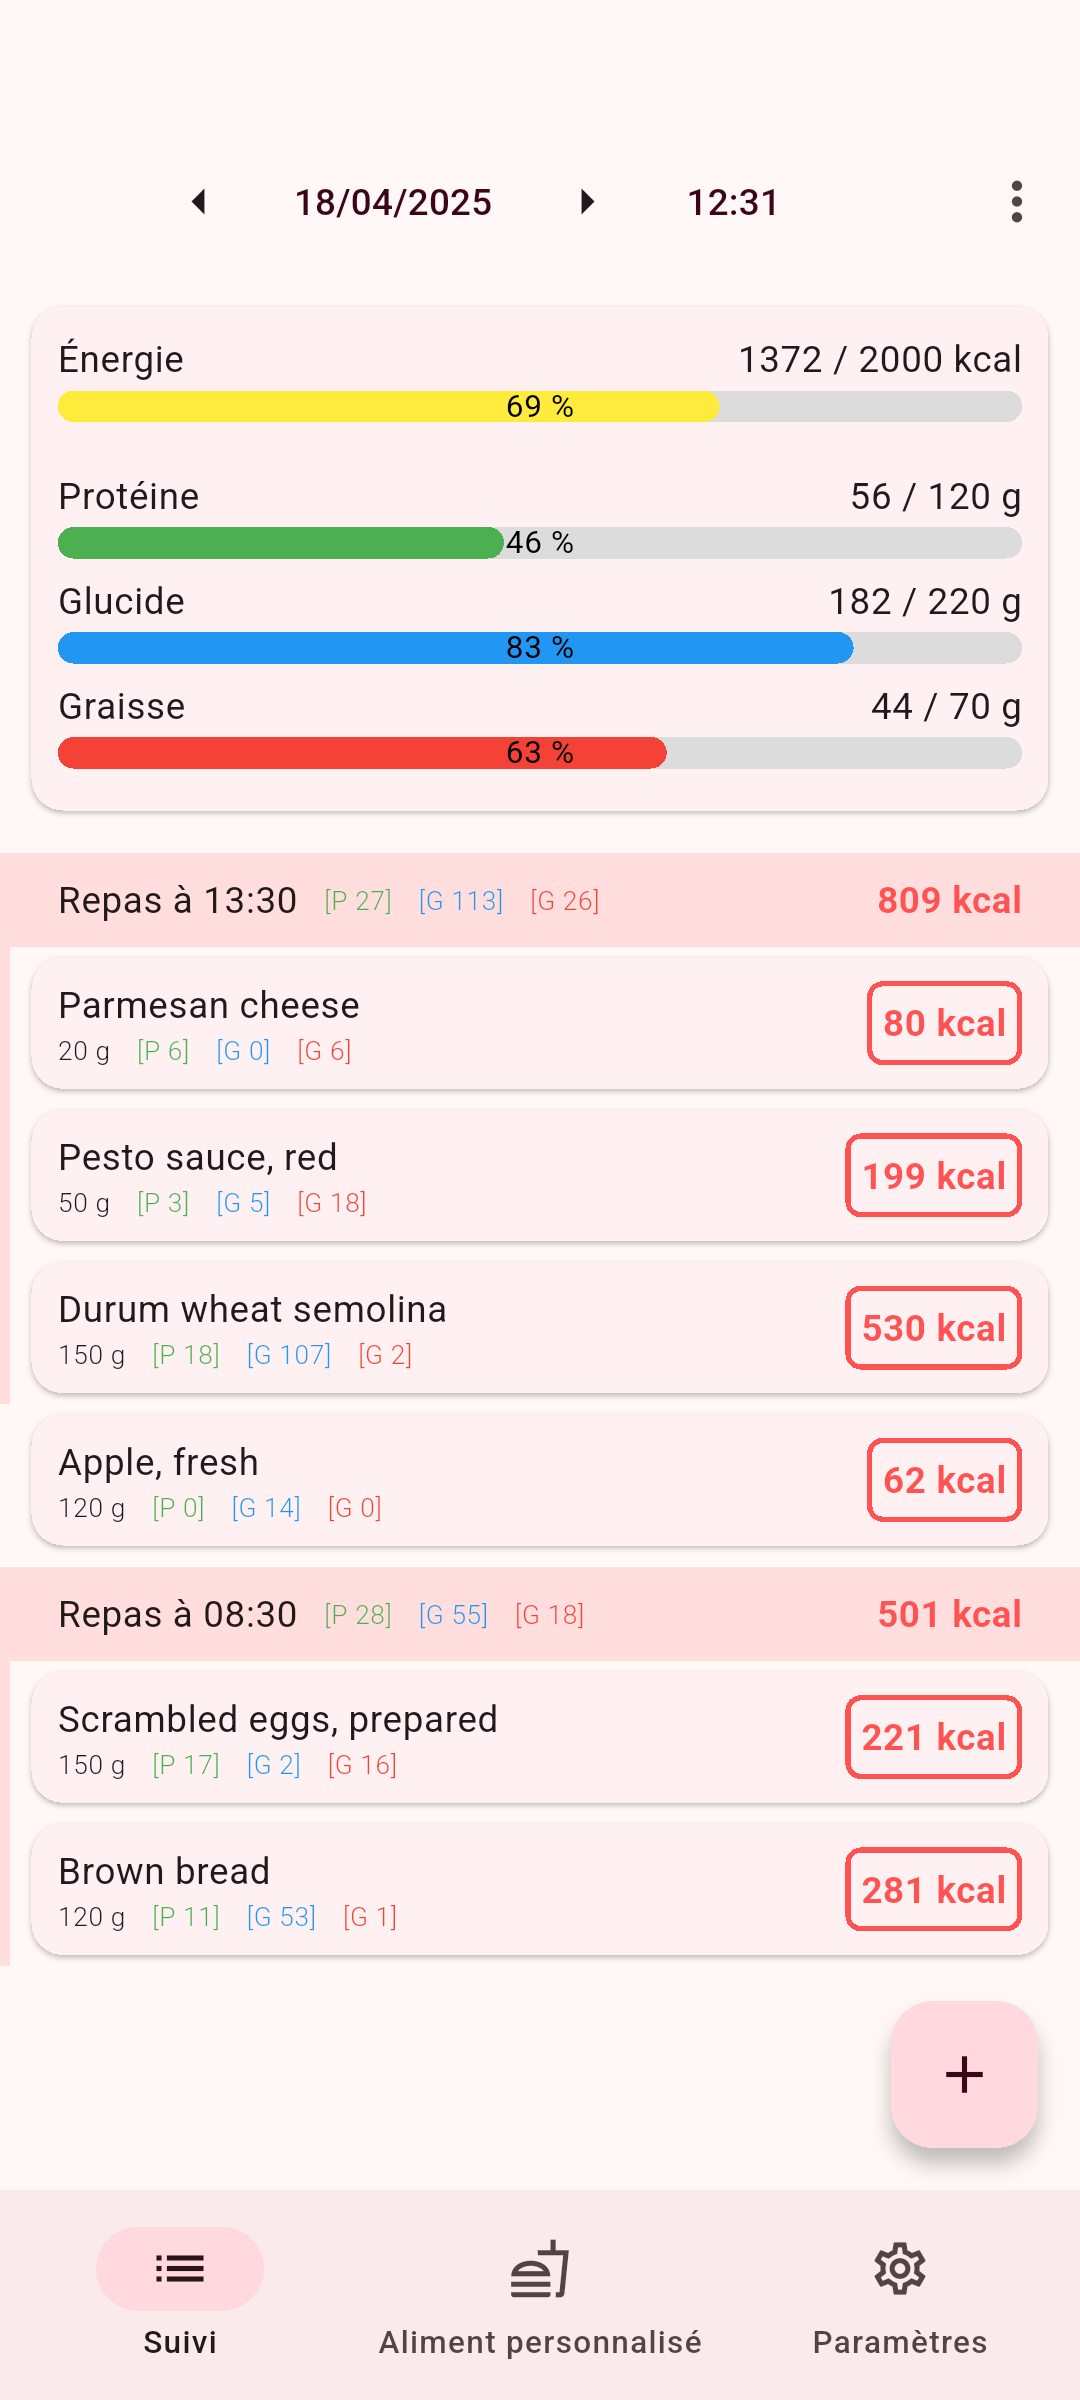 18/04/2025 12:31
Énergie 1372 / 2000 kcal
69 %
Protéine 56 / 120 g
46 %
Glucide 182 / 220 g
83 %
Graisse 44 / 70 g
63 %
Repas à 13:30 [P 27] [G 113] [G 26] 809 kcal
Parmesan cheese
20 g [P 6] [G 0] [G 6]
80 kcal
Pesto sauce, red
50 g [P 3] [G 5] [G 18]
199 kcal
Durum wheat semolina
150 g [P 18] [G 107] [G 2]
530 kcal
Apple, fresh
120 g [P 0] [G 14] [G 0]
62 kcal
Repas à 08:30 [P 28] [G 55] [G 18] 501 kcal
Scrambled eggs, prepared
150 g [P 17] [G 2] [G 16]
221 kcal
Brown bread
120 g [P 11] [G 53] [G 1]
281 kcal
Suivi Aliment personnalisé Paramètres